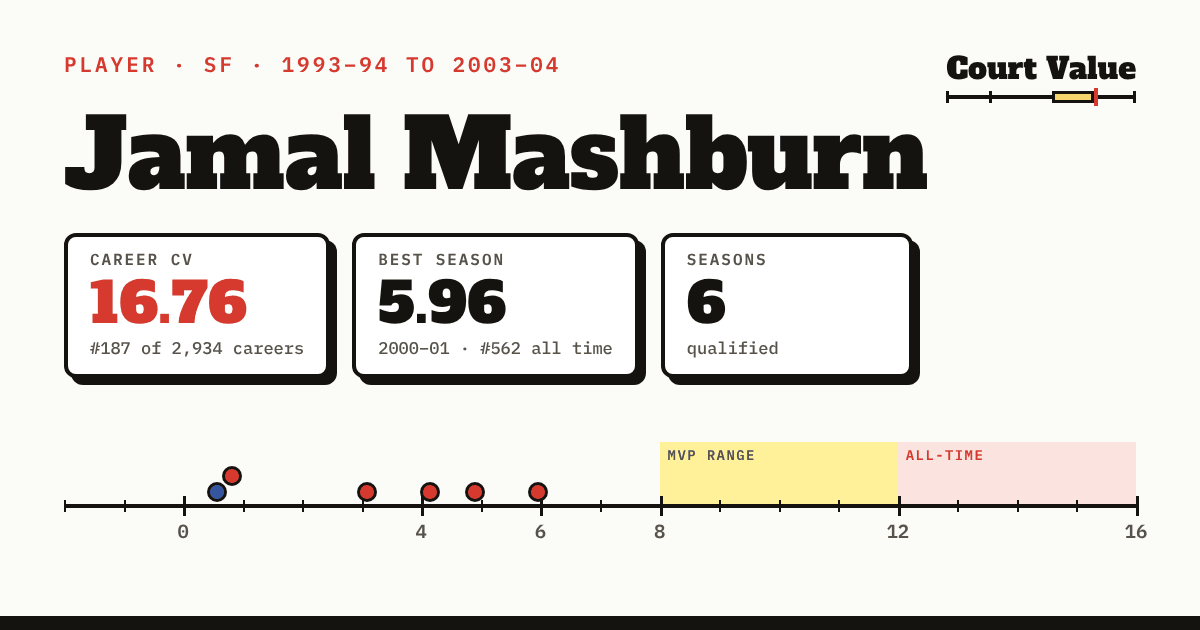 PLAYER · SF · 1993–94 TO 2003–04
Court Value
Jamal Mashburn
CAREER CV
16.76
#187 of 2,934 careers
BEST SEASON
5.96
2000–01 · #562 all time
SEASONS
6
qualified
MVP RANGE
ALL-TIME
0 4 6 8 12 16